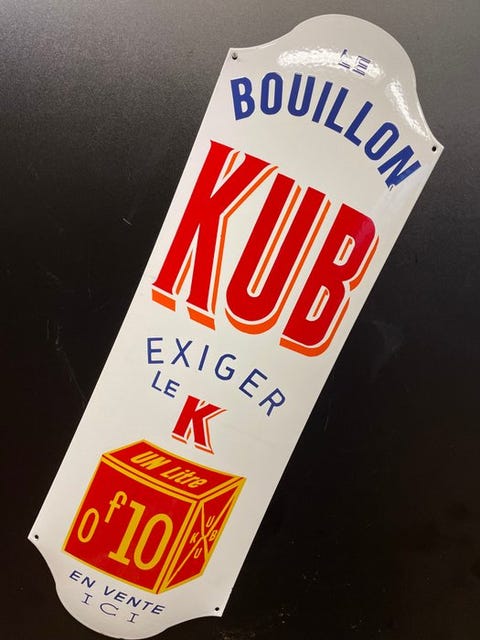 LE
BOUILLON
KUB
EXIGER
LE K
UN Litre
0f10
KUB
EN VENTE
ICI